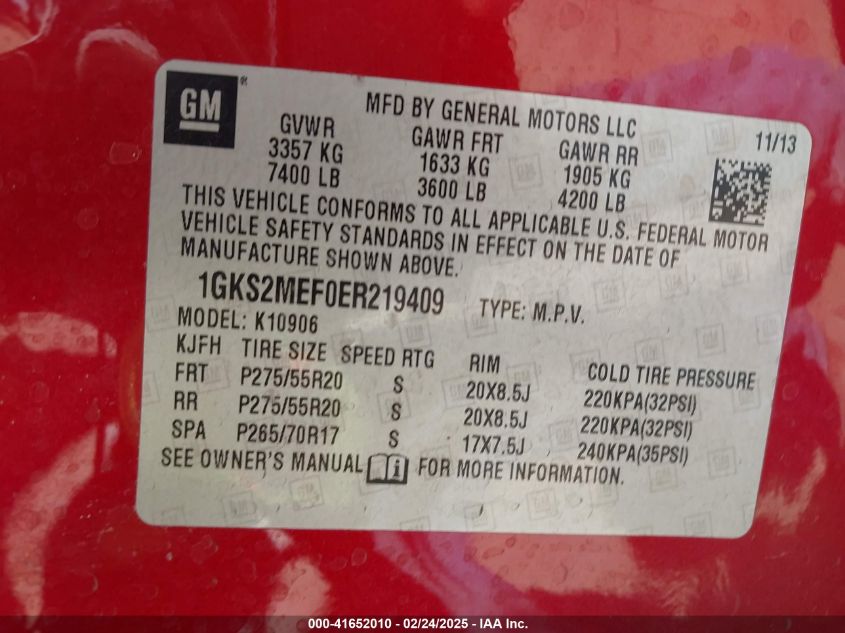 GM
MFD BY GENERAL MOTORS LLC
11/13
GVWR GAWR FRT GAWR RR
3357 KG 1633 KG 1905 KG
7400 LB 3600 LB 4200 LB
THIS VEHICLE CONFORMS TO ALL APPLICABLE U.S. FEDERAL MOTOR
VEHICLE SAFETY STANDARDS IN EFFECT ON THE DATE OF
MANUFACTURE SHOWN ABOVE.
1GKS2MEF0ER219409 TYPE: M.P.V.
MODEL: K10906
KJFH TIRE SIZE SPEED RTG RIM COLD TIRE PRESSURE
FRT P275/55R20 S 20X8.5J 220KPA(32PSI)
RR P275/55R20 S 20X8.5J 220KPA(32PSI)
SPA P265/70R17 S 17X7.5J 240KPA(35PSI)
SEE OWNER'S MANUAL FOR MORE INFORMATION.
000-41652010 - 02/24/2025 - IAA Inc.